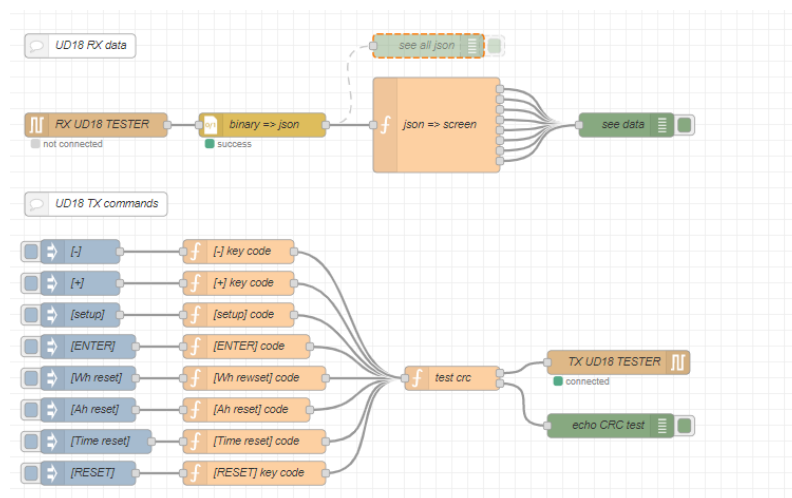 UD18 RX data
see all json
RX UD18 TESTER
binary => json
json => screen
see data
not connected
success
UD18 TX commands
[-]
[-] key code
[+]
[+] key code
[setup]
[setup] code
[ENTER]
[ENTER] code
TX UD18 TESTER
[Wh reset]
[Wh rewset] code
test crc
connected
[Ah reset]
[Ah reset] code
echo CRC test
[Time reset]
[Time reset] code
[RESET]
[RESET] key code